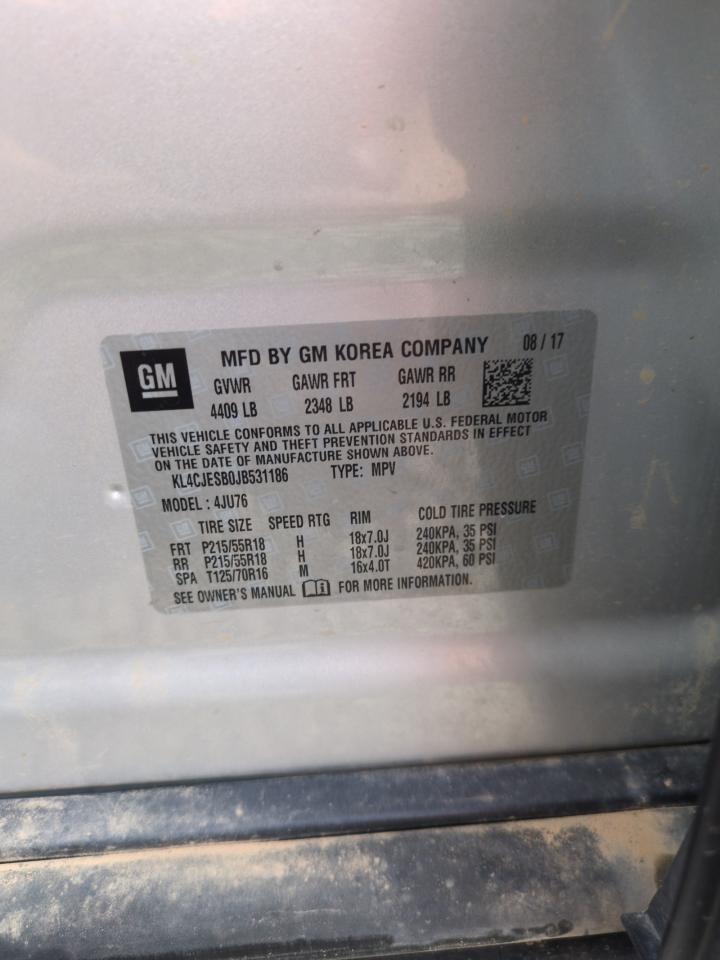 GM
MFD BY GM KOREA COMPANY 08 / 17
GVWR GAWR FRT GAWR RR
4409 LB 2348 LB 2194 LB
THIS VEHICLE CONFORMS TO ALL APPLICABLE U.S. FEDERAL MOTOR
VEHICLE SAFETY AND THEFT PREVENTION STANDARDS IN EFFECT
ON THE DATE OF MANUFACTURE SHOWN ABOVE.
KL4CJESB0JB531186 TYPE: MPV
MODEL : 4JU76
TIRE SIZE SPEED RTG RIM COLD TIRE PRESSURE
FRT P215/55R18 H 18x7.0J 240KPA, 35 PSI
RR P215/55R18 H 18x7.0J 240KPA, 35 PSI
SPA T125/70R16 M 16x4.0T 420KPA, 60 PSI
SEE OWNER'S MANUAL FOR MORE INFORMATION.